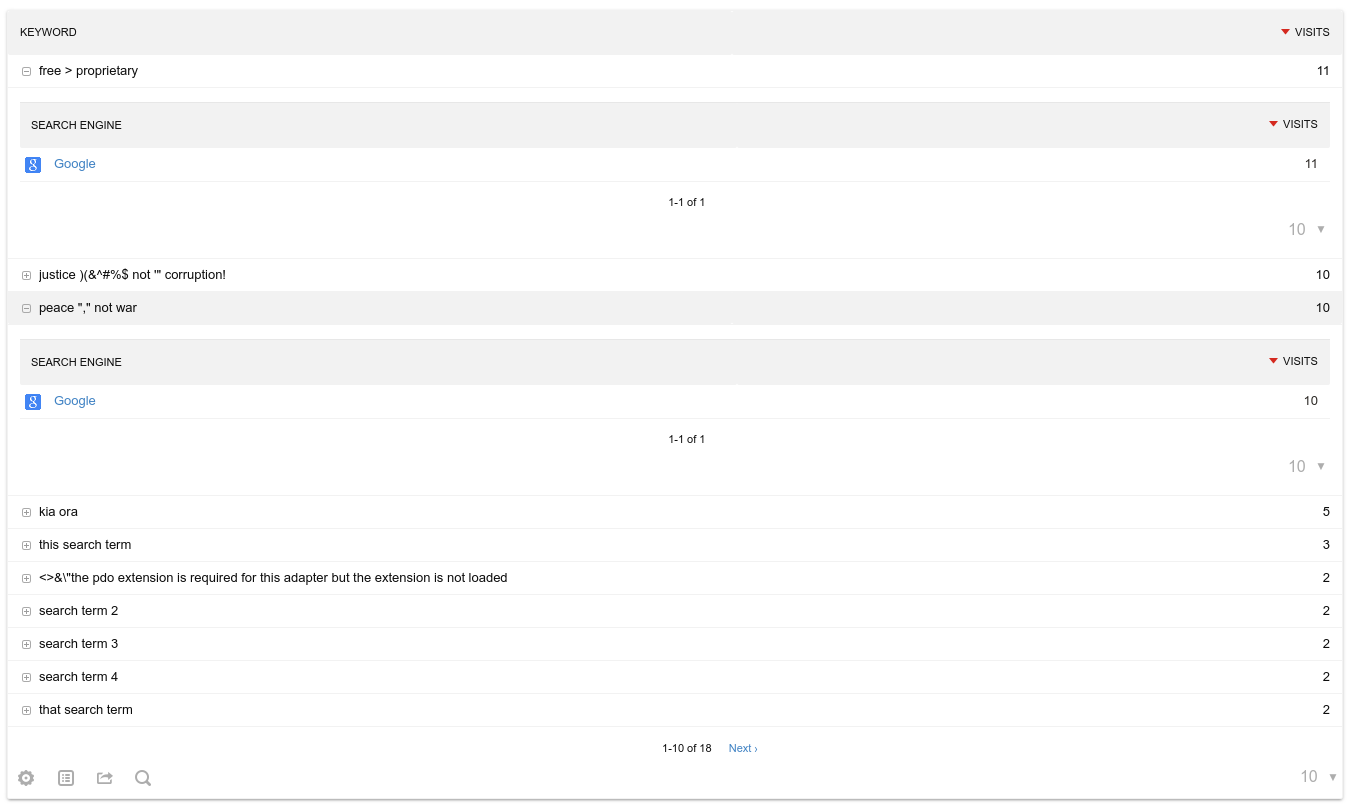 KEYWORD VISITS
free > proprietary 11
SEARCH ENGINE VISITS
Google 11
1-1 of 1
10
justice )(&^#%$ not '" corruption! 10
peace "," not war 10
SEARCH ENGINE VISITS
Google 10
1-1 of 1
10
kia ora 5
this search term 3
<>&\"the pdo extension is required for this adapter but the extension is not loaded 2
search term 2 2
search term 3 2
search term 4 2
that search term 2
1-10 of 18 Next ›
10